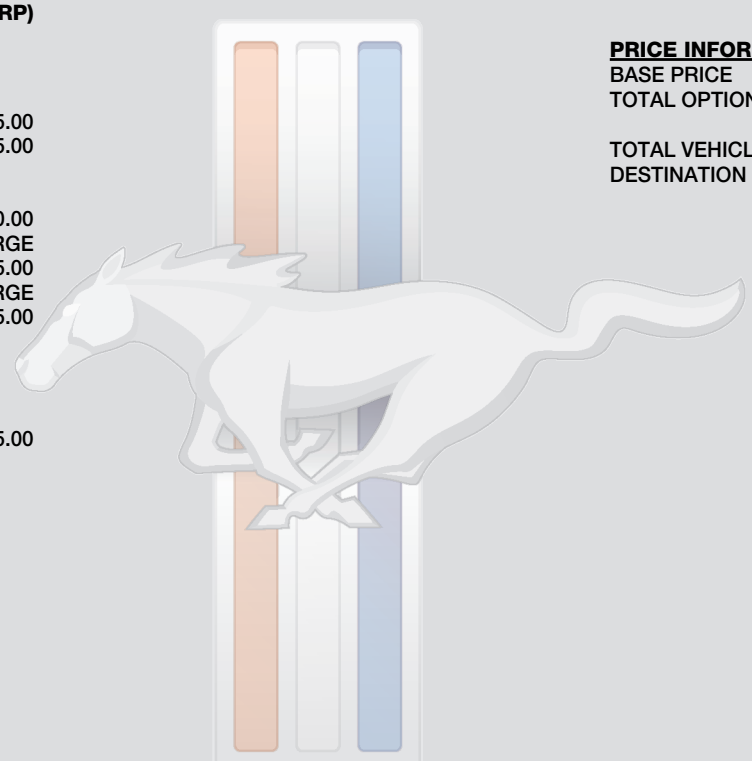 RP)
5.00
5.00
0.00
RGE
5.00
RGE
5.00
5.00
PRICE INFOR
BASE PRICE
TOTAL OPTION
TOTAL VEHICL
DESTINATION